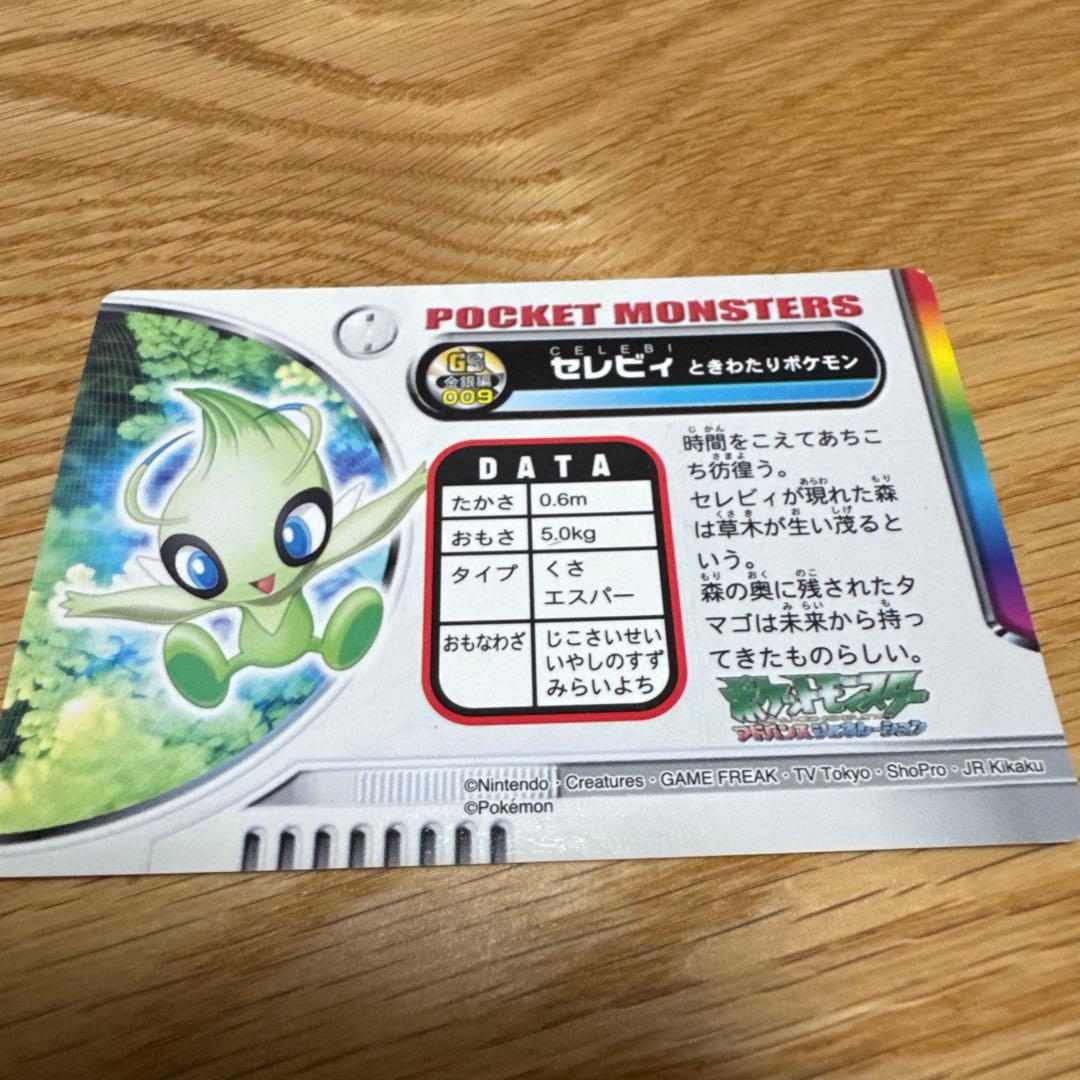 POCKET MONSTERS
GS
金銀編
009
CELEBI
セレビィ ときわたりポケモン
DATA
たかさ 0.6m
おもさ 5.0kg
タイプ くさ
エスパー
おもなわざ じこさいせい
いやしのすず
みらいよち
時間をこえてあちこ
ち彷徨う。
セレビィが現れた森
は草木が生い茂ると
いう。
森の奥に残されたタ
マゴは未来から持っ
てきたものらしい。
ポケットモンスター
アドバンスジェネレーション
©Nintendo・Creatures・GAME FREAK・TV Tokyo・ShoPro・JR Kikaku
©Pokémon